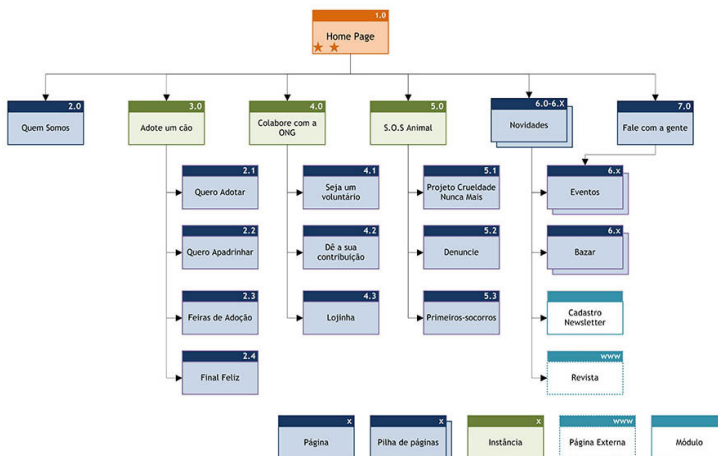 1.0
Home Page
2.0
Quem Somos
3.0
Adote um cão
4.0
Colabore com a
ONG
5.0
S.O.S Animal
6.0-6.X
Novidades
7.0
Fale com a gente
2.1
Quero Adotar
4.1
Seja um
voluntário
5.1
Projeto Crueldade
Nunca Mais
6.x
Eventos
2.2
Quero Apadrinhar
4.2
Dê a sua
contribuição
5.2
Denuncie
6.x
Bazar
2.3
Feiras de Adoção
4.3
Lojinha
5.3
Primeiros-socorros
Cadastro
Newsletter
2.4
Final Feliz
www
Revista
x
Página
x
Pilha de páginas
x
Instância
www
Página Externa
Módulo